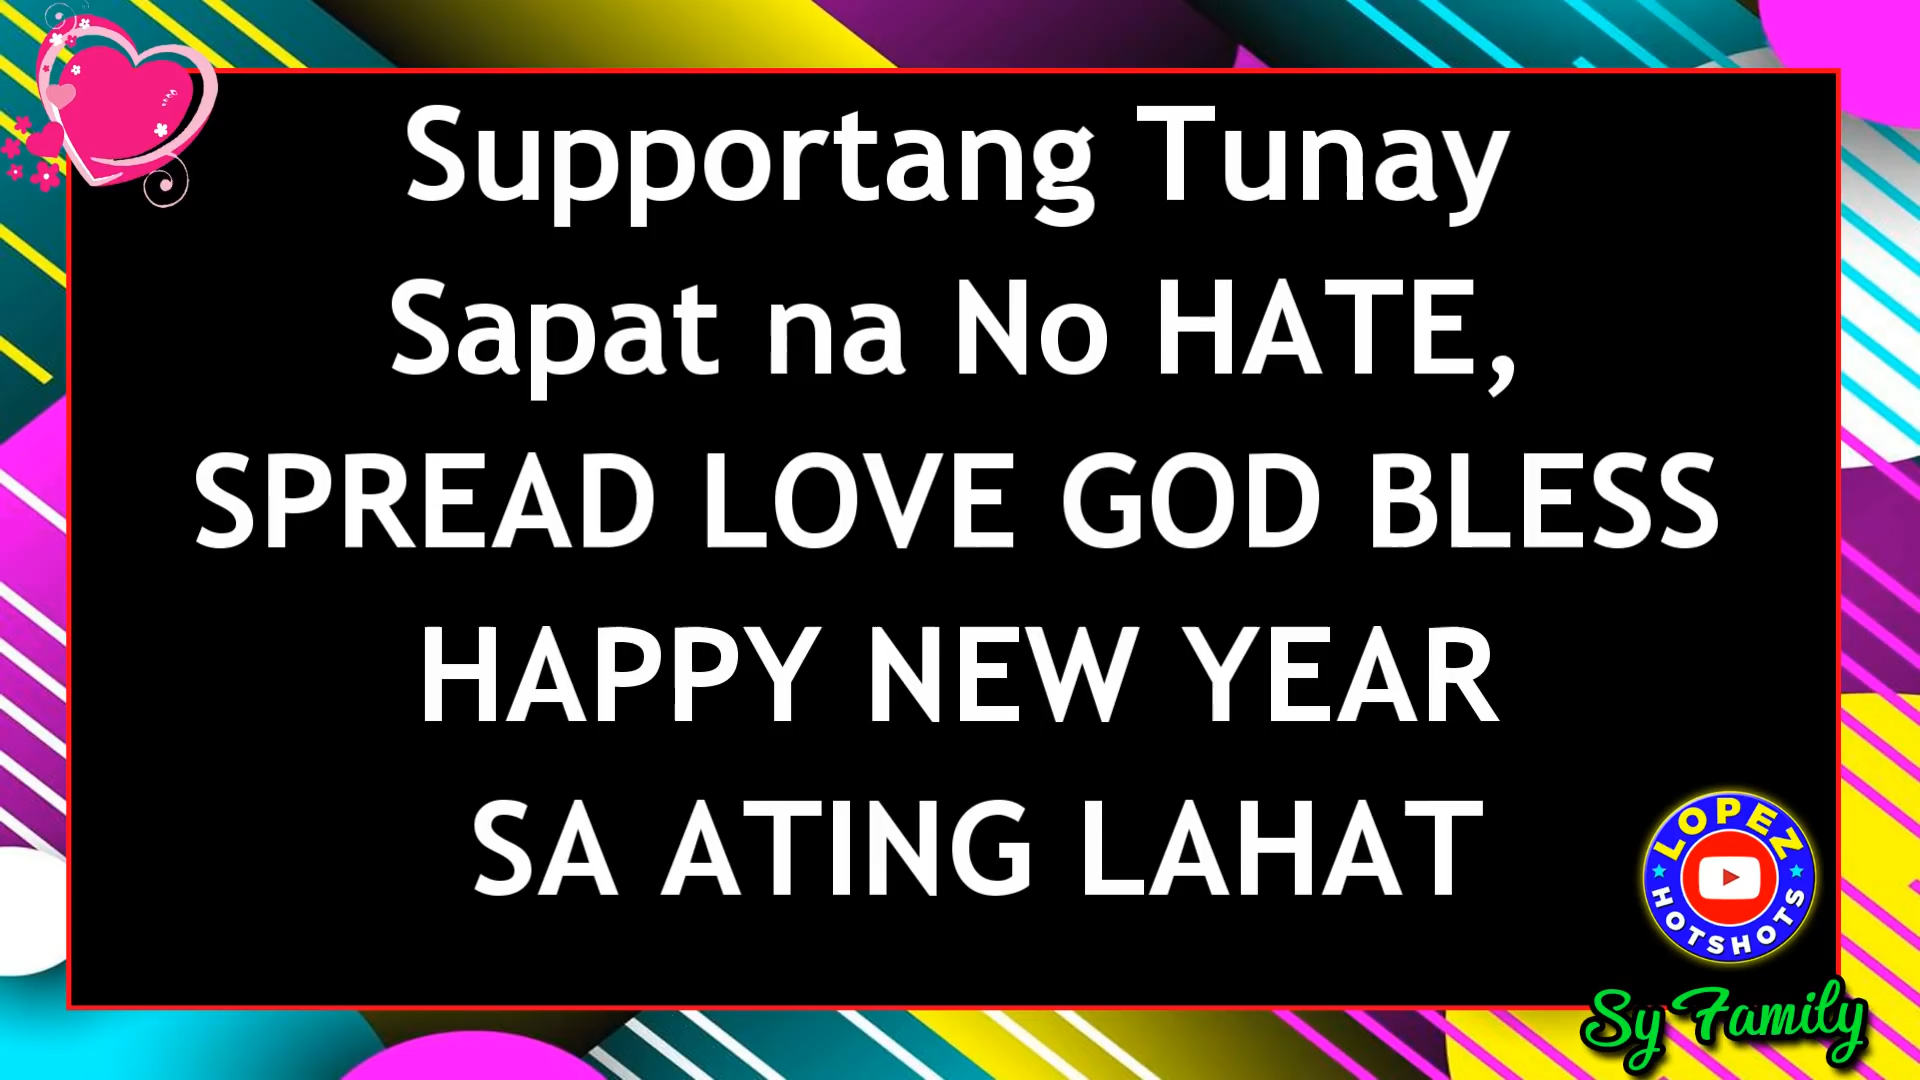 Supportang Tunay
Sapat na No HATE,
SPREAD LOVE GOD BLESS
HAPPY NEW YEAR
SA ATING LAHAT
LOPEZ
HOTSHOTS
Sy Family